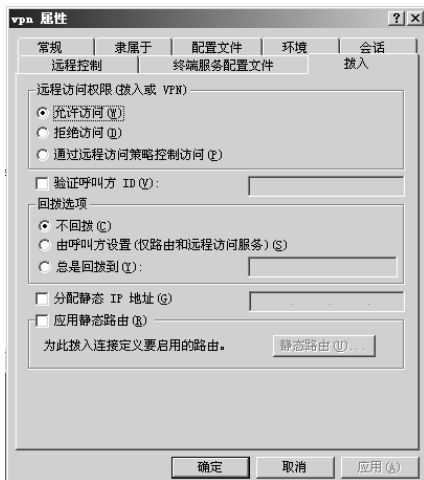 vpn 属性
常规 隶属于 配置文件 环境 会话
远程控制 终端服务配置文件 拨入
远程访问权限(拨入或 VPN)
允许访问(W)
拒绝访问(D)
通过远程访问策略控制访问(P)
验证呼叫方 ID(V):
回拨选项
不回拨(C)
由呼叫方设置(仅路由和远程访问服务)(S)
总是回拨到(Y):
分配静态 IP 地址(G)
应用静态路由(R)
为此拨入连接定义要启用的路由。 静态路由(U)...
确定 取消 应用(A)